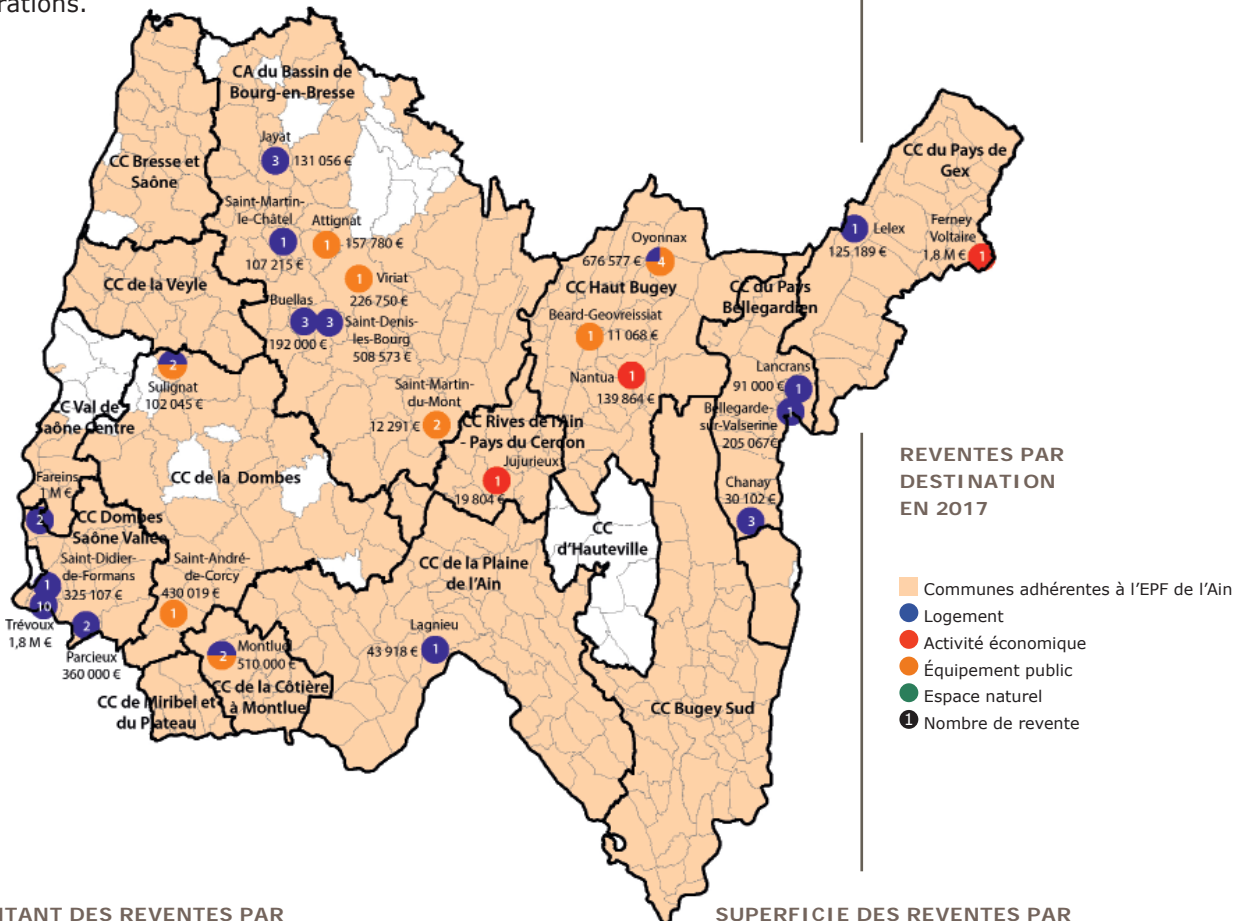 rations.
CA du Bassin de
Bourg-en-Bresse
CC Bresse et
Saône
Jayat
3
131 056 €
Saint-Martin-
le-Châtel
1
107 215 €
Attignat
1
157 780 €
1
Viriat
226 750 €
CC de la Veyle
Buellas
3
192 000 €
3
Saint-Denis-
les-Bourg
508 573 €
2
Sulignat
102 045 €
Saint-Martin-
du-Mont
12 291 €
2
CC Val de
Saône Centre
CC de la Dombes
CC Rives de l'Ain
- Pays du Cerdon
Jujurieux
1
19 804 €
Oyonnax
676 577 €
4
CC Haut Bugey
Beard-Geovreissiat
1
11 068 €
Nantua
1
139 864 €
CC du Pays de
Gex
1
Lelex
125 189 €
Ferney
Voltaire
1,8 M €
1
CC du Pays
Bellegardien
Lancrans
91 000 €
1
Bellegarde-
sur-Valserine
205 067€
1
Chanay
30 102 €
3
Fareins
1 M €
2
CC Dombes
Saône Vallée
Saint-Didier-
de-Formans
1
325 107 €
10
Trévoux
1,8 M €
2
Parcieux
360 000 €
Saint-André-
de-Corcy
430 019 €
1
Montluel
2
510 000 €
CC de la Côtière
à Montlue
CC de Miribel et
du Plateau
CC de la Plaine
de l'Ain
Lagnieu
43 918 €
1
CC
d'Hauteville
CC Bugey Sud
REVENTES PAR
DESTINATION
EN 2017
Communes adhérentes à l'EPF de l'Ain
Logement
Activité économique
Équipement public
Espace naturel
1 Nombre de revente
NTANT DES REVENTES PAR
SUPERFICIE DES REVENTES PAR